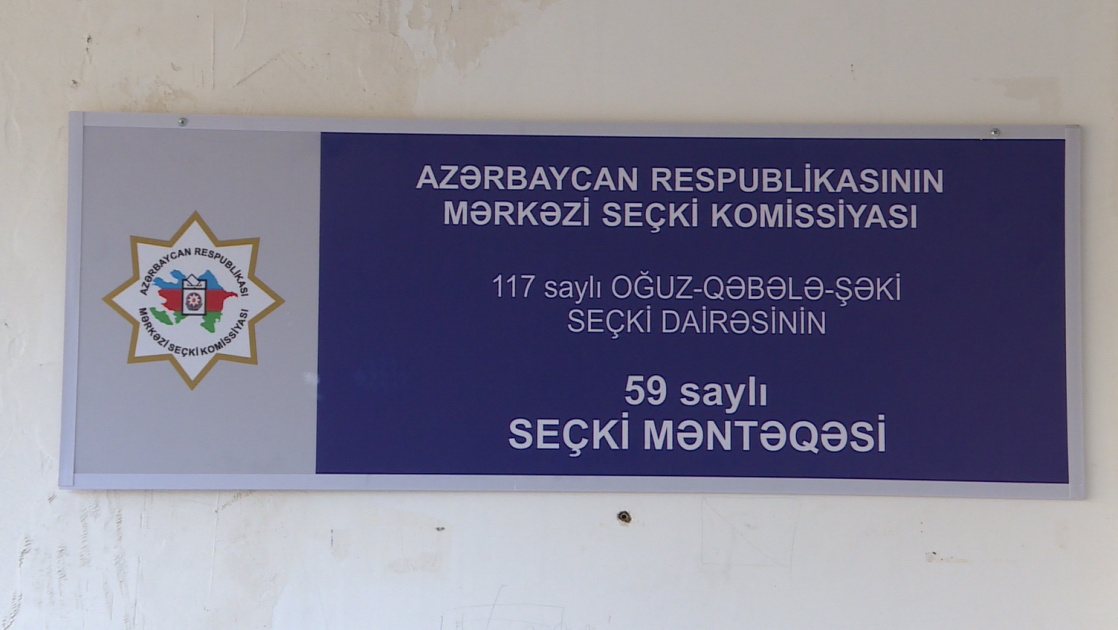 AZƏRBAYCAN RESPUBLİKASI
MƏRKƏZİ SEÇKİ KOMİSSİYASI
AZƏRBAYCAN RESPUBLİKASININ
MƏRKƏZİ SEÇKİ KOMİSSİYASI
117 saylı OĞUZ-QƏBƏLƏ-ŞƏKİ
SEÇKİ DAİRƏSİNİN
59 saylı
SEÇKİ MƏNTƏQƏSİ